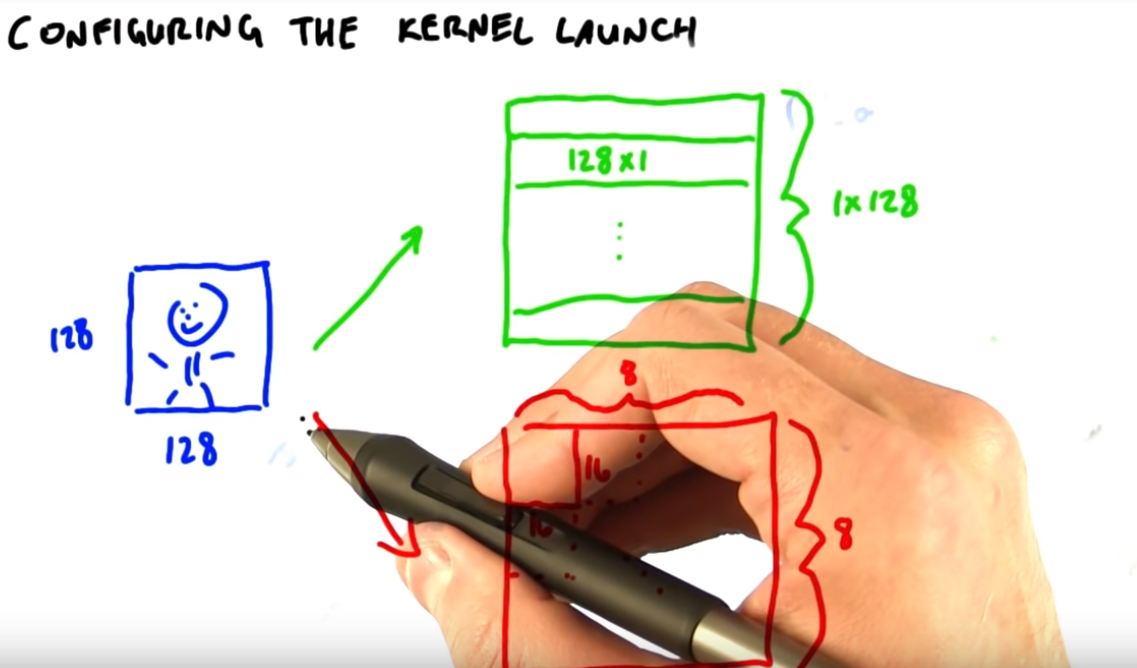 CONFIGURING THE KERNEL LAUNCH
128x1
1x128
128
128
8
16
16
8